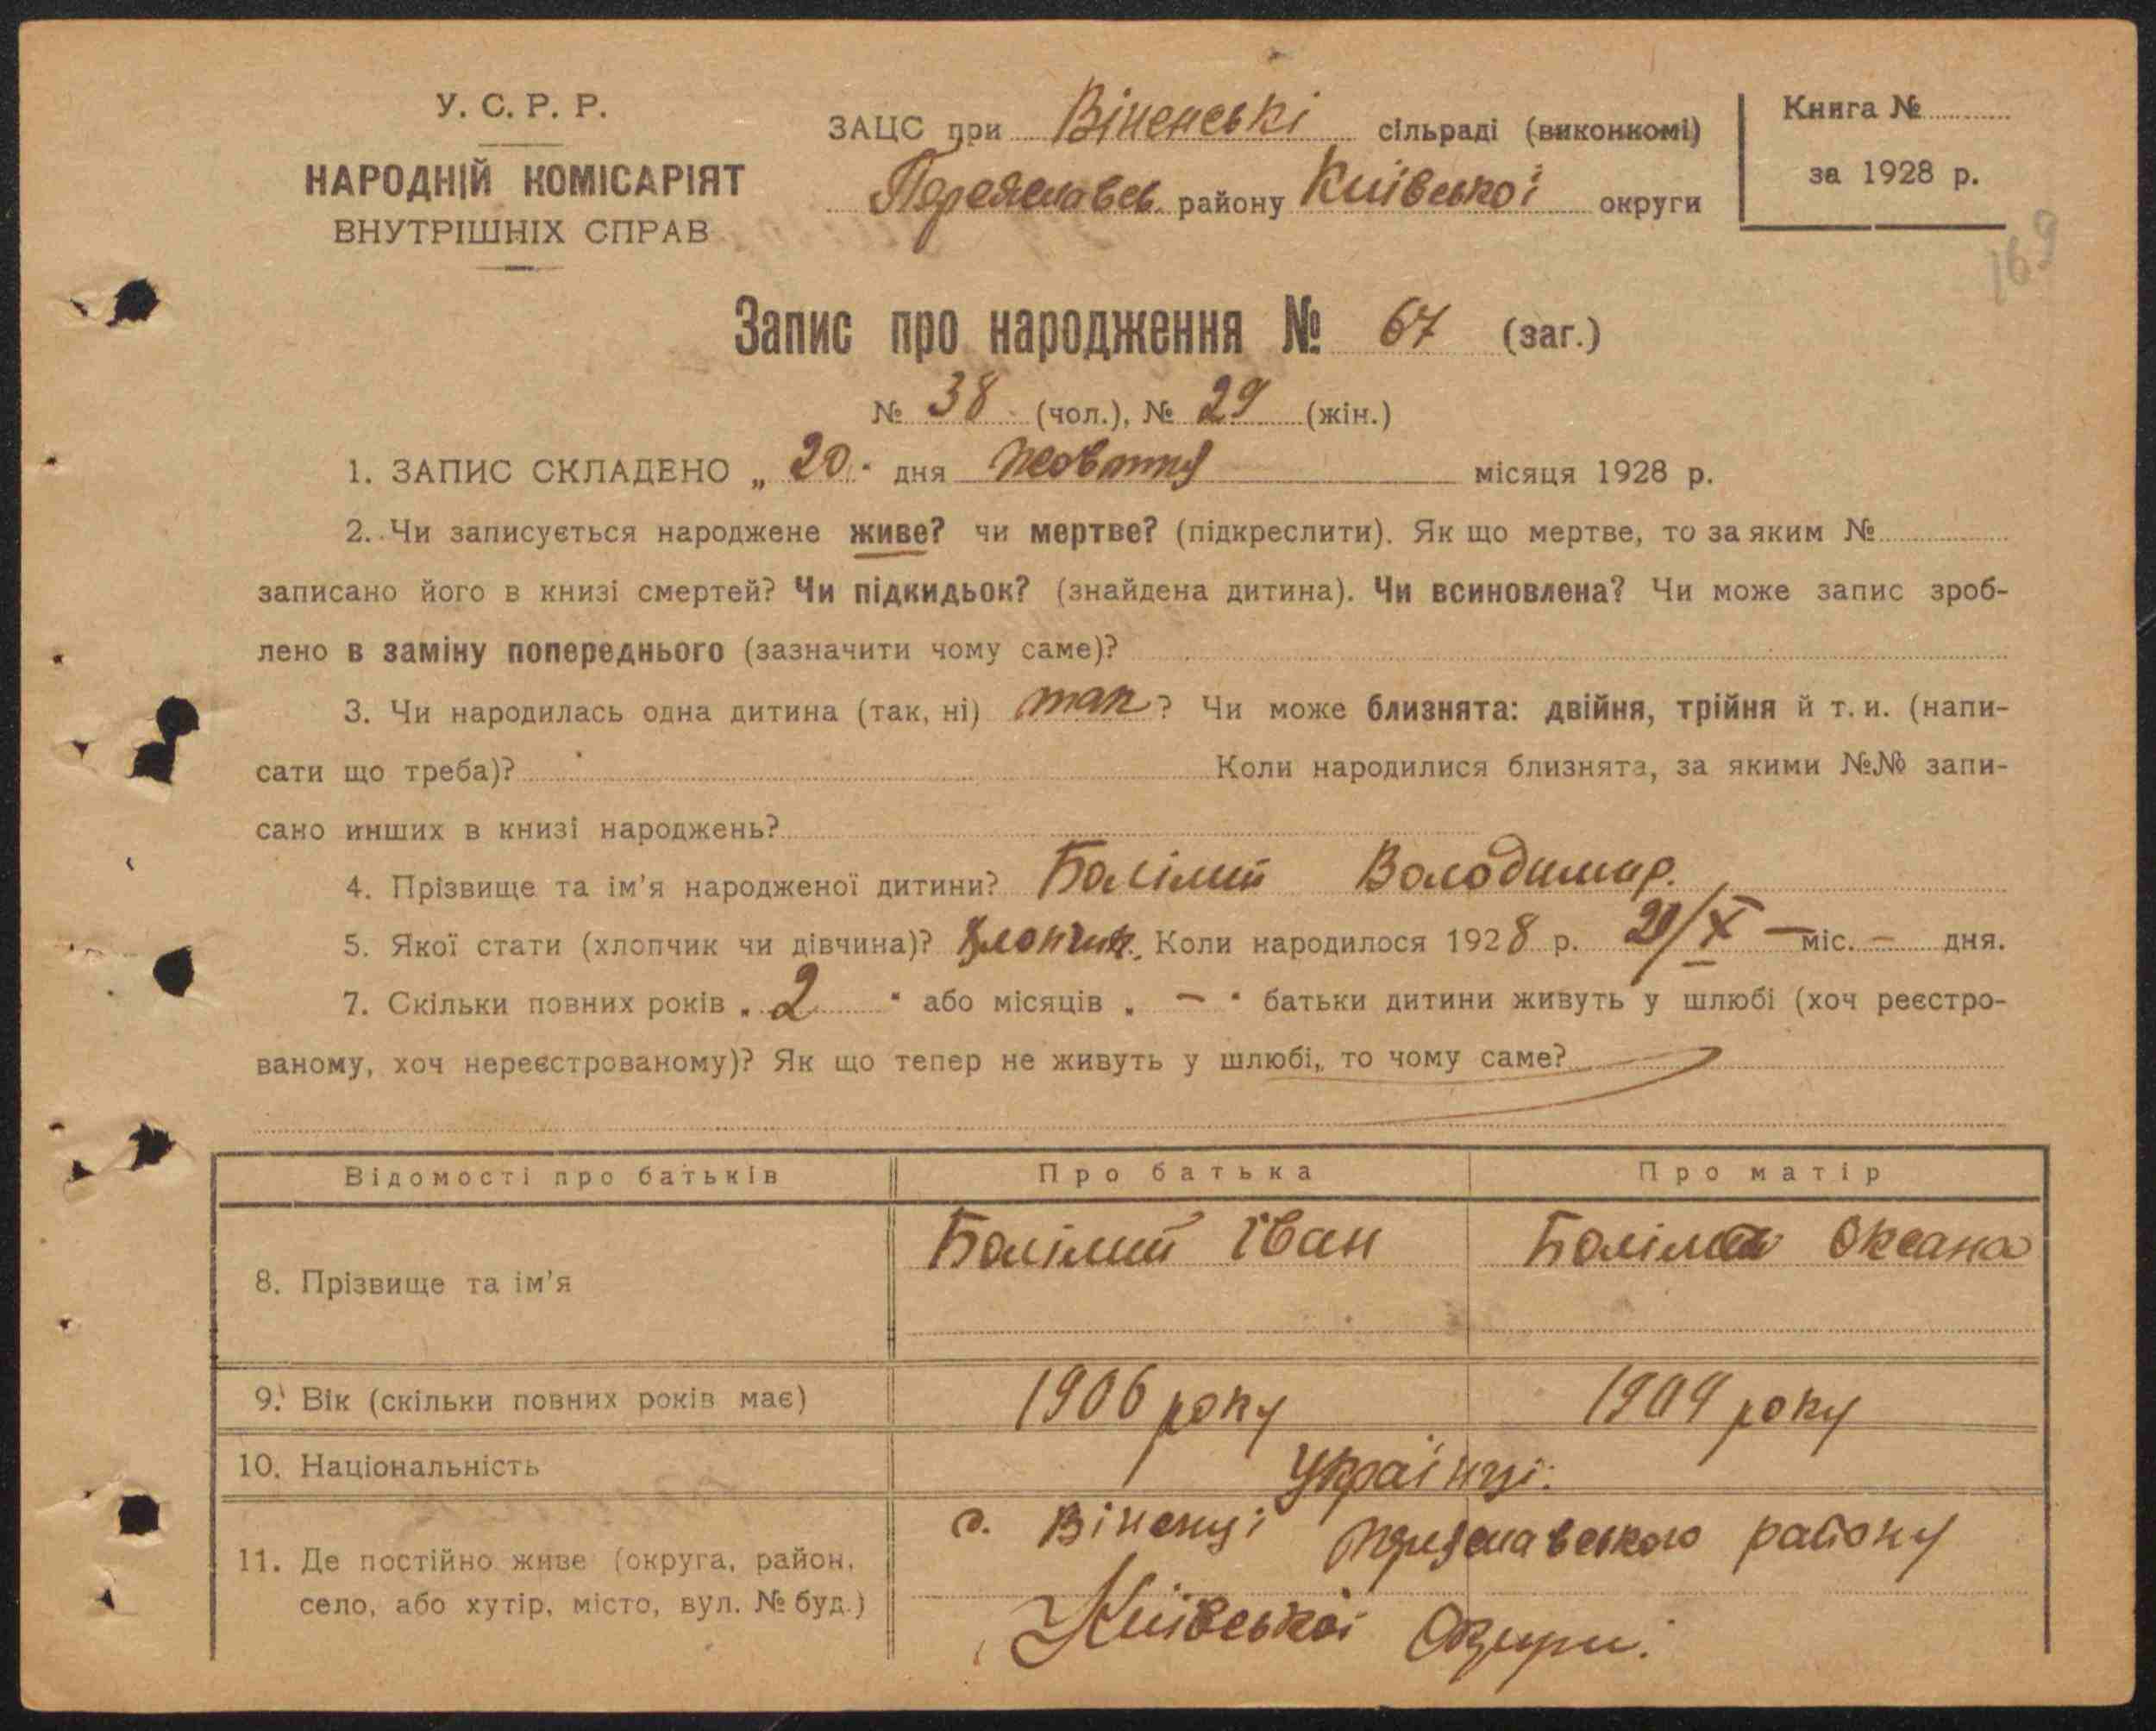 У. С. Р. Р.
НАРОДНІЙ КОМІСАРІЯТ
ВНУТРІШНІХ СПРАВ
ЗАЦС при Віненські сільраді (виконкомі)
Переяславсь. району Київської округи
Книга №
за 1928 р.
169
Запис про народження № 67 (заг.)
№ 38 (чол.), № 29 (жін.)
1. ЗАПИС СКЛАДЕНО „ 20 " дня жовтня місяця 1928 р.
2. Чи записується народжене живе? чи мертве? (підкреслити). Як що мертве, то за яким №
записано його в книзі смертей? Чи підкидьок? (знайдена дитина). Чи всиновлена? Чи може запис зроб-
лено в заміну попереднього (зазначити чому саме)?
3. Чи народилась одна дитина (так, ні) так? Чи може близнята: двійня, трійня й т. и. (напи-
сати що треба)? Коли народилися близнята, за якими №№ запи-
сано инших в книзі народжень?
4. Прізвище та ім'я народженої дитини? Болілий Володимир.
5. Якої стати (хлопчик чи дівчина)? Хлопчик. Коли народилося 1928 р. /X — міс. — дня.
7. Скільки повних років „ 2 " або місяців „ — " батьки дитини живуть у шлюбі (хоч реєстро-
ваному, хоч нереєстрованому)? Як що тепер не живуть у шлюбі, то чому саме?
Відомості про батьків Про батька Про матір
8. Прізвище та ім'я Болілий Іван Боліла Оксана
9. Вік (скільки повних років має) 1906 року 1909 року
10. Національність Українці.
11. Де постійно живе (округа, район,
село, або хутір, місто, вул. № буд.)
с. Віненці Переяславського району
Київської Округи.